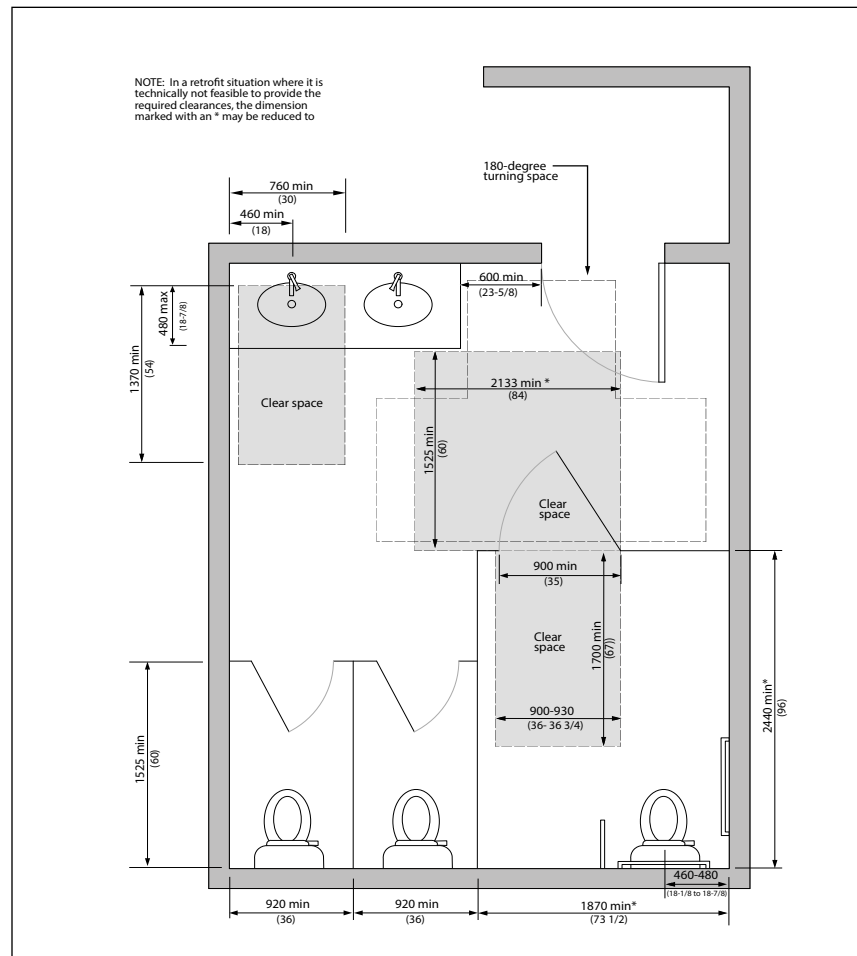 NOTE: In a retrofit situation where it is
technically not feasible to provide the
required clearances, the dimension
marked with an * may be reduced to
180-degree
turning space
760 min
(30)
460 min
(18)
600 min
(23-5/8)
480 max
(18-7/8)
1370 min
(54)
Clear space
2133 min *
(84)
1525 min
(60)
Clear
space
900 min
(35)
Clear
space
1700 min
(67))
900-930
(36- 36 3/4)
2440 min*
(96)
1525 min
(60)
460-480
(18-1/8 to 18-7/8)
920 min
(36)
920 min
(36)
1870 min*
(73 1/2)